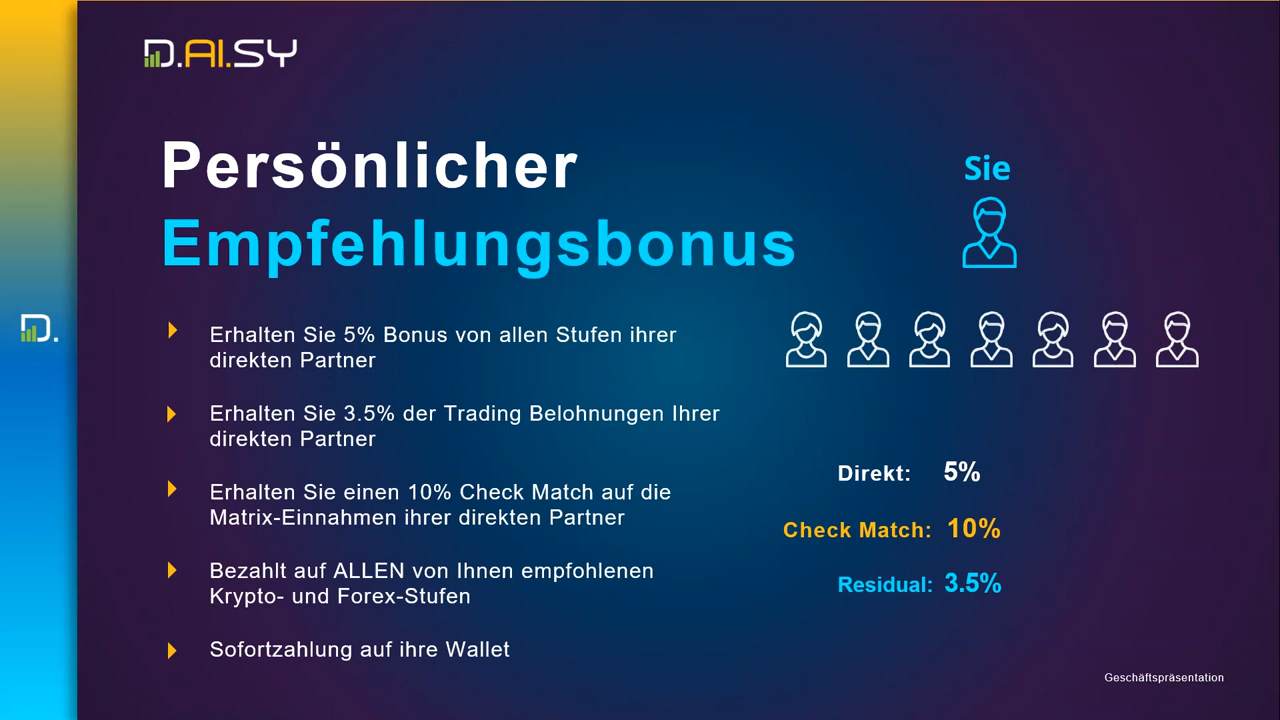 D.AI.SY
Persönlicher
Empfehlungsbonus
Erhalten Sie 5% Bonus von allen Stufen ihrer
direkten Partner
Erhalten Sie 3.5% der Trading Belohnungen Ihrer
direkten Partner
Erhalten Sie einen 10% Check Match auf die
Matrix-Einnahmen ihrer direkten Partner
Bezahlt auf ALLEN von Ihnen empfohlenen
Krypto- und Forex-Stufen
Sofortzahlung auf ihre Wallet
Sie
Direkt: 5%
Check Match: 10%
Residual: 3.5%
D.
Geschäftspräsentation